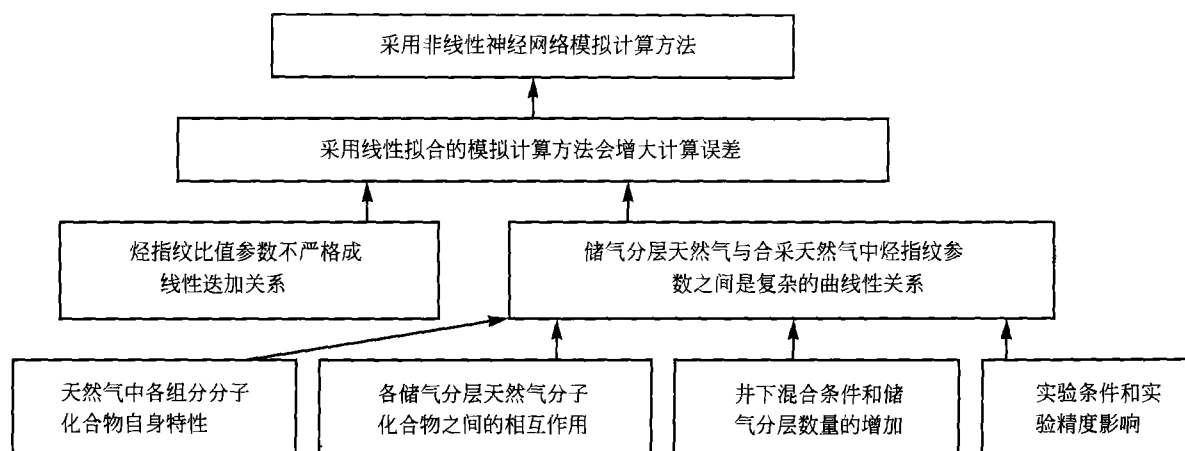 采用非线性神经网络模拟计算方法
采用线性拟合的模拟计算方法会增大计算误差
烃指纹比值参数不严格成
线性迭加关系
储气分层天然气与合采天然气中烃指纹参
数之间是复杂的曲线性关系
天然气中各组分分子
化合物自身特性
各储气分层天然气分子
化合物之间的相互作用
井下混合条件和储
气分层数量的增加
实验条件和实
验精度影响